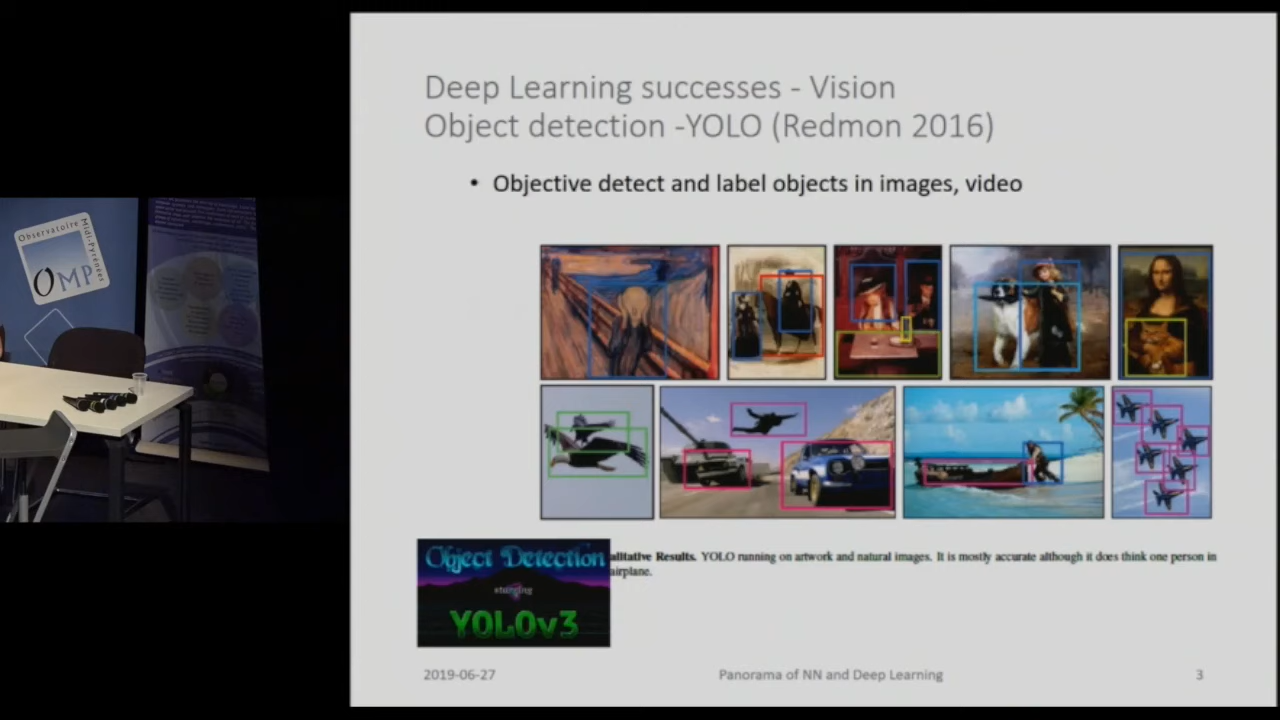 Observatoire Midi-Pyrénées
OMP
Deep Learning successes - Vision
Object detection -YOLO (Redmon 2016)
• Objective detect and label objects in images, video
Object Detection
starring
YOLOv3
alitative Results. YOLO running on artwork and natural images. It is mostly accurate although it does think one person in
airplane.
2019-06-27
Panorama of NN and Deep Learning
3